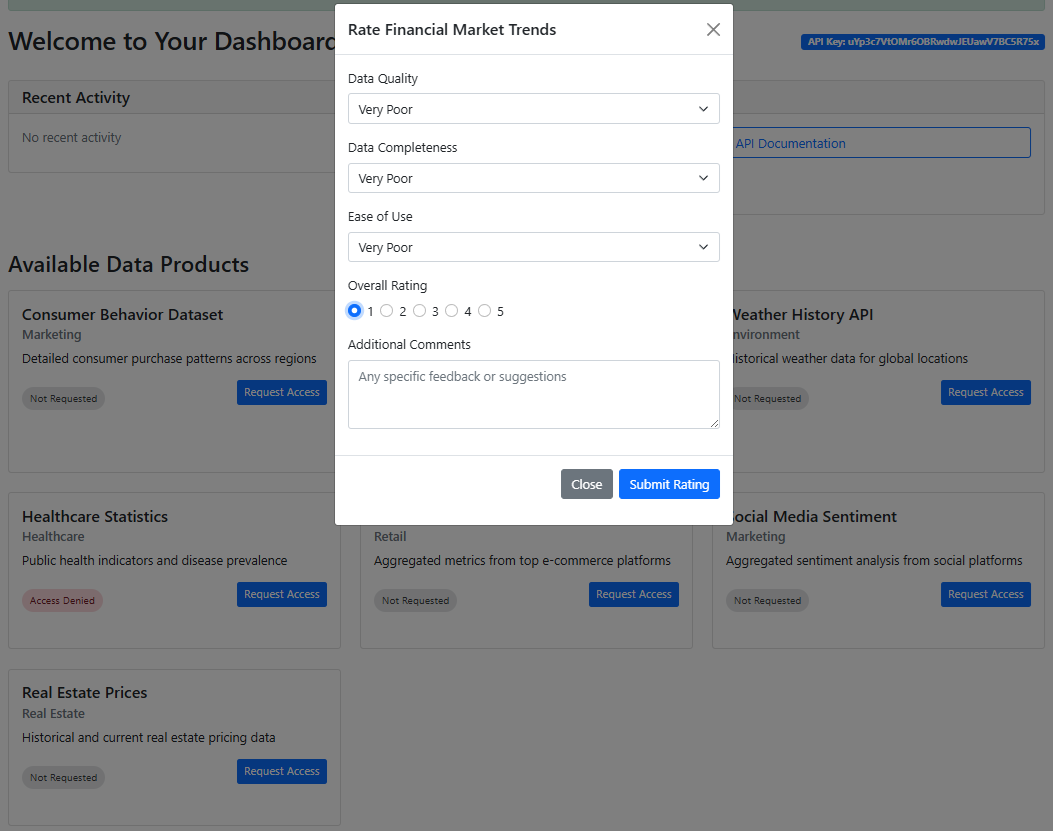 Rate Financial Market Trends
Welcome to Your Dashboard
Data Quality
Very Poor
Data Completeness
Very Poor
Ease of Use
Very Poor
Overall Rating
1 2 3 4 5
Additional Comments
Any specific feedback or suggestions
Close
Submit Rating
API Key: uYp3c7VtOMr6OBRwdwJEUawV7BC5R75x
Recent Activity
No recent activity
API Documentation
Available Data Products
Consumer Behavior Dataset
Marketing
Detailed consumer purchase patterns across regions
Not Requested
Request Access
Weather History API
Environment
Historical weather data for global locations
Not Requested
Request Access
Healthcare Statistics
Healthcare
Public health indicators and disease prevalence
Access Denied
Request Access
Retail
Aggregated metrics from top e-commerce platforms
Not Requested
Request Access
Social Media Sentiment
Marketing
Aggregated sentiment analysis from social platforms
Not Requested
Request Access
Real Estate Prices
Real Estate
Historical and current real estate pricing data
Not Requested
Request Access